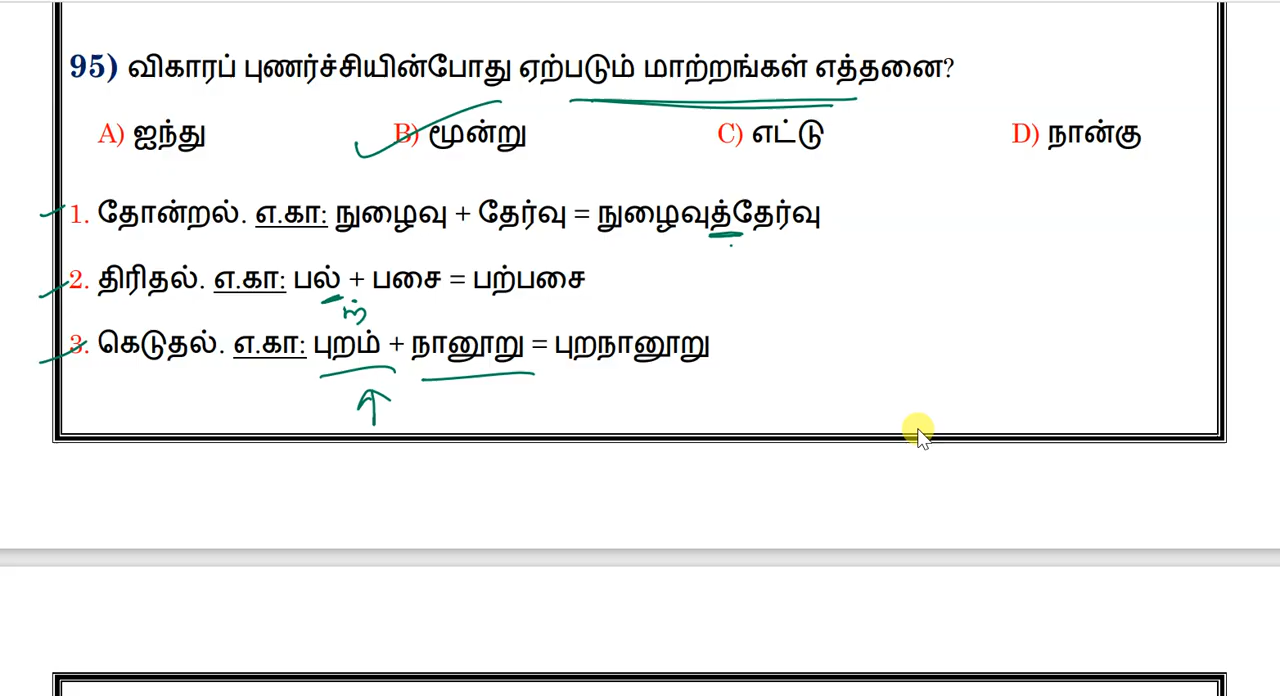 95) விகாரப் புணர்ச்சியின்போது ஏற்படும் மாற்றங்கள் எத்தனை?
A) ஐந்து B) மூன்று C) எட்டு D) நான்கு
1. தோன்றல். எ.கா: நுழைவு + தேர்வு = நுழைவுத்தேர்வு
2. திரிதல். எ.கா: பல் + பசை = பற்பசை
ற்
3. கெடுதல். எ.கா: புறம் + நானூறு = புறநானூறு